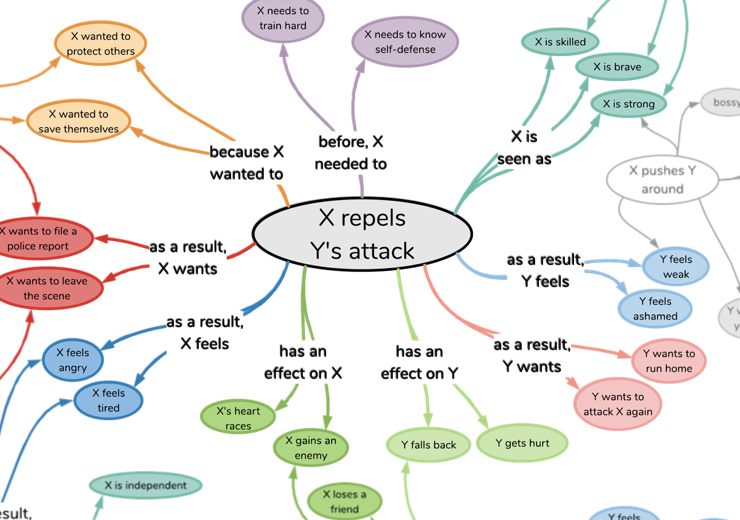 X needs to
train hard
X wanted to
protect others
X needs to know
self-defense
X is skilled
X is brave
X is strong
bossy
X wanted to
save themselves
because X
wanted to
before, X
needed to
X is
seen as
X pushes Y
around
X repels
Y's attack
X wants to file a
police report
as a result,
X wants
X wants to leave
the scene
as a result,
Y feels
Y feels
weak
Y feels
ashamed
as a result,
X feels
X feels
angry
X feels
tired
has an
effect on X
has an
effect on Y
as a result,
Y wants
Y wants to
run home
Y wants to
attack X again
X's heart
races
X gains an
enemy
Y falls back
Y gets hurt
X is independent
X loses a
friend
Y feels